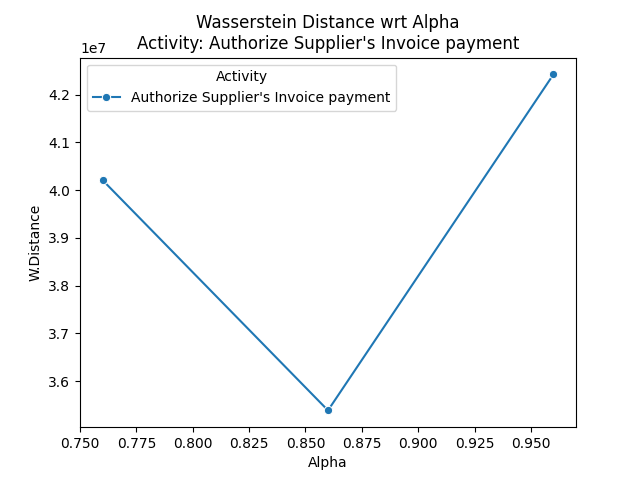 Wasserstein Distance wrt Alpha
Activity: Authorize Supplier's Invoice payment
1e7
Activity
Authorize Supplier's Invoice payment
4.2
4.1
4.0
3.9
3.8
3.7
3.6
W.Distance
0.750 0.775 0.800 0.825 0.850 0.875 0.900 0.925 0.950
Alpha